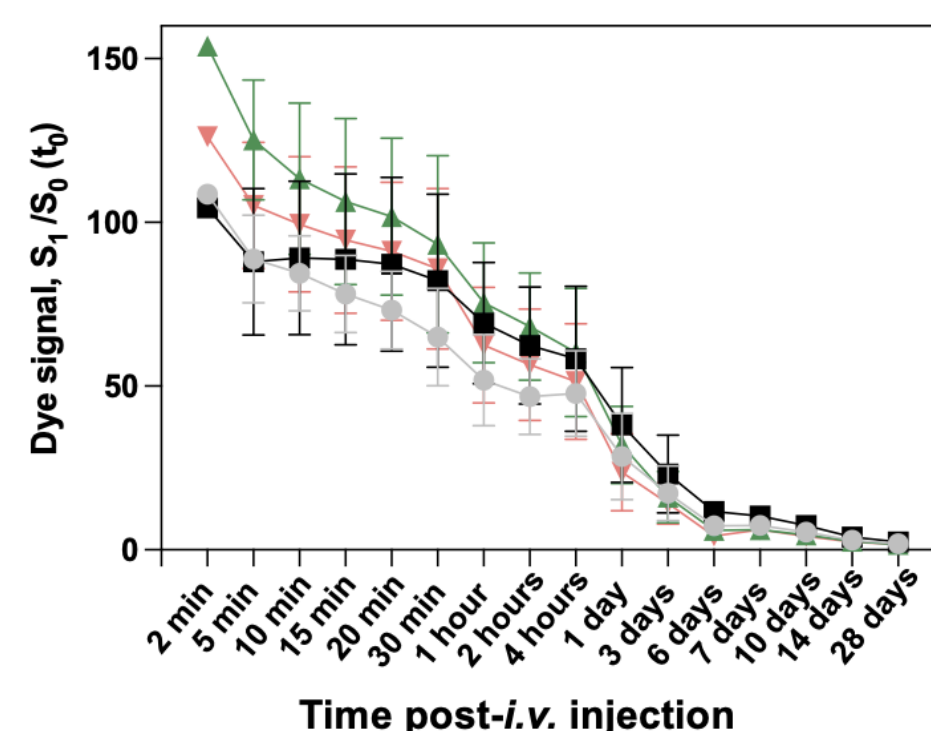 150
100
50
0
Dye signal, S₁/S₀ (t₀)
2 min
5 min
10 min
15 min
20 min
30 min
1 hour
2 hours
4 hours
1 day
3 days
6 days
7 days
10 days
14 days
28 days
Time post-i.v. injection